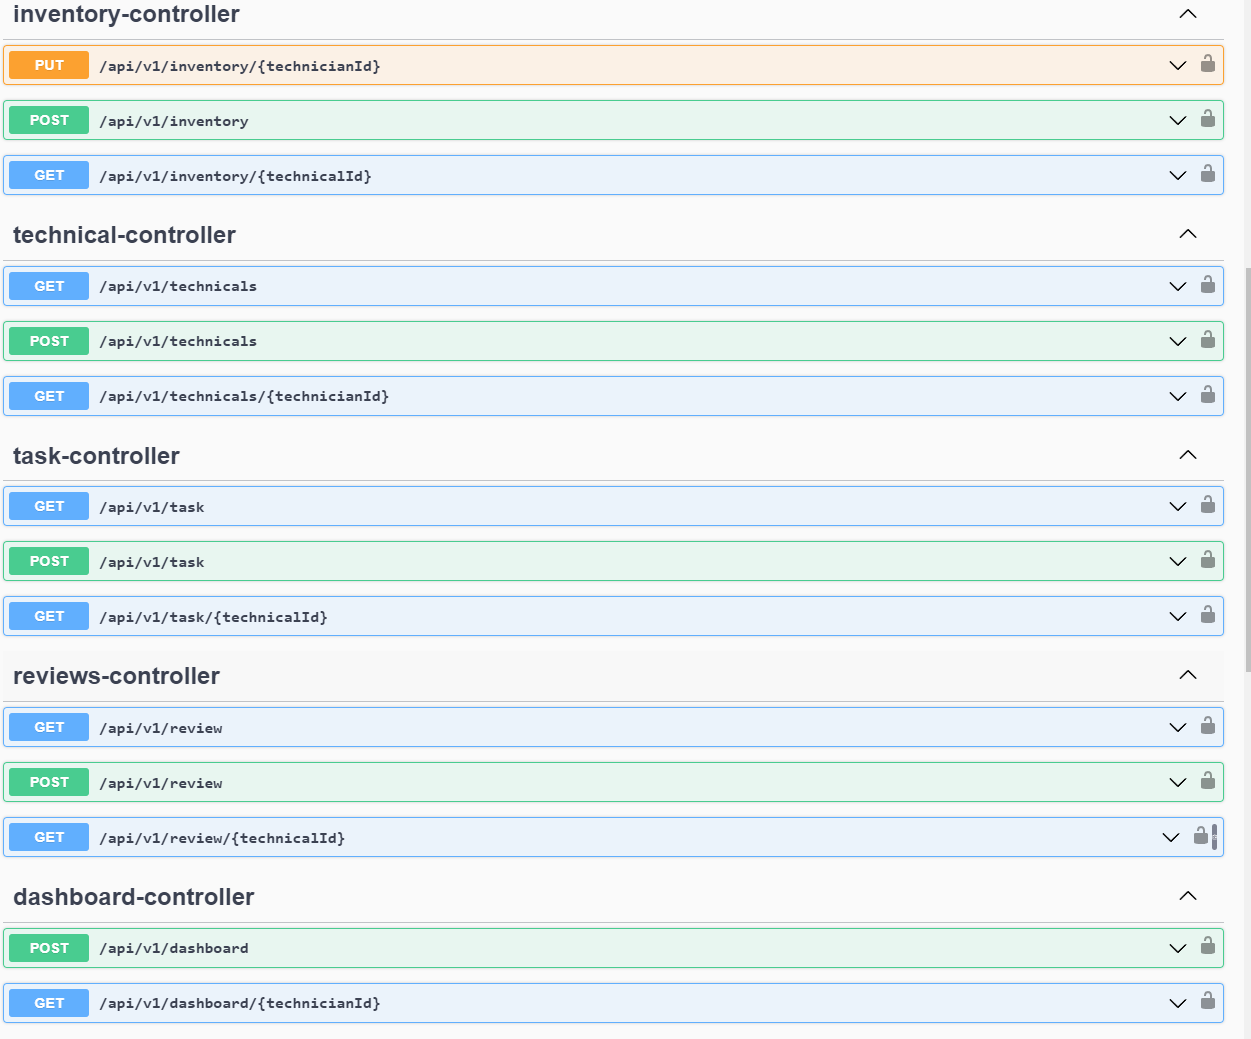 inventory-controller
PUT /api/v1/inventory/{technicianId}
POST /api/v1/inventory
GET /api/v1/inventory/{technicalId}
technical-controller
GET /api/v1/technicals
POST /api/v1/technicals
GET /api/v1/technicals/{technicianId}
task-controller
GET /api/v1/task
POST /api/v1/task
GET /api/v1/task/{technicalId}
reviews-controller
GET /api/v1/review
POST /api/v1/review
GET /api/v1/review/{technicalId}
dashboard-controller
POST /api/v1/dashboard
GET /api/v1/dashboard/{technicianId}